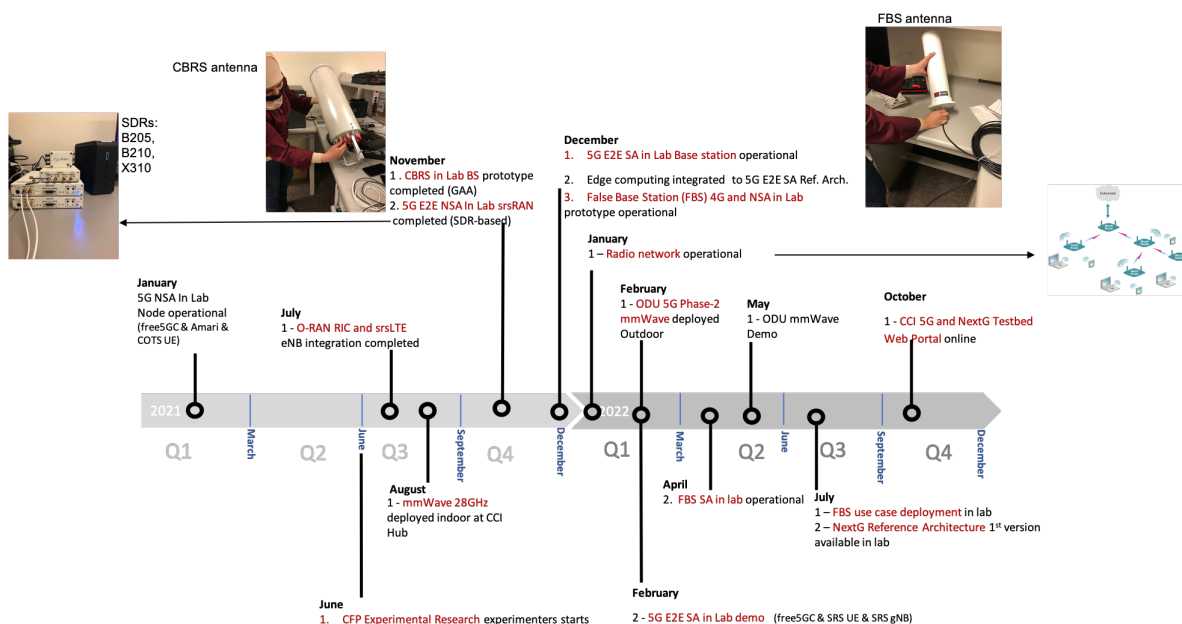 FBS antenna
CBRS antenna
SDRs:
B205,
B210,
X310
November
1 . CBRS in Lab BS prototype
completed (GAA)
2. 5G E2E NSA In Lab srsRAN
completed (SDR-based)
December
1. 5G E2E SA in Lab Base station operational
2. Edge computing integrated to 5G E2E SA Ref. Arch.
3. False Base Station (FBS) 4G and NSA in Lab
prototype operational
January
1 – Radio network operational
January
5G NSA In Lab
Node operational
(free5GC & Amari &
COTS UE)
July
1 - O-RAN RIC and srsLTE
eNB integration completed
February
1 - ODU 5G Phase-2
mmWave deployed
Outdoor
May
1 - ODU mmWave
Demo
October
1 - CCI 5G and NextG Testbed
Web Portal online
2021
2022
Q1
March
Q2
June
Q3
September
Q4
December
Q1
March
Q2
June
Q3
September
Q4
December
August
1 - mmWave 28GHz
deployed indoor at CCI
Hub
April
2. FBS SA in lab operational
July
1 – FBS use case deployment in lab
2 – NextG Reference Architecture 1st version
available in lab
June
1. CFP Experimental Research experimenters starts
February
2 - 5G E2E SA in Lab demo (free5GC & SRS UE & SRS gNB)